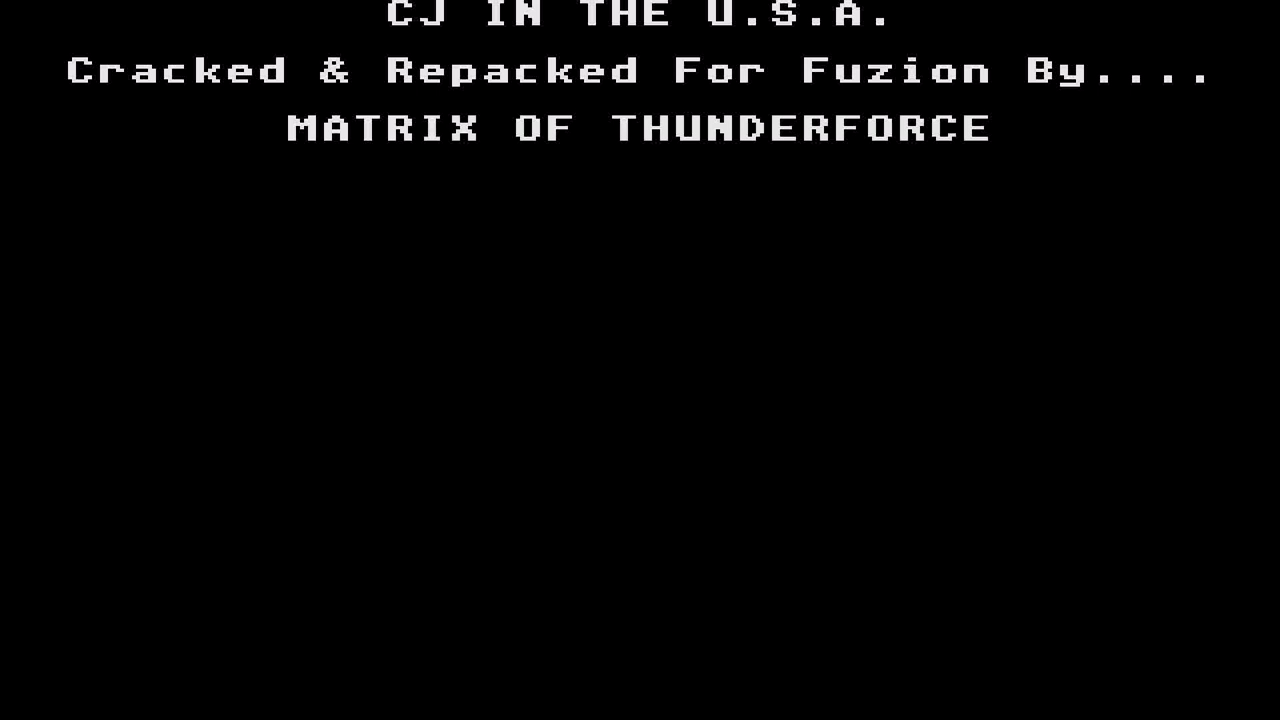 CJ IN THE U.S.A.
Cracked & Repacked For Fuzion By....
MATRIX OF THUNDERFORCE